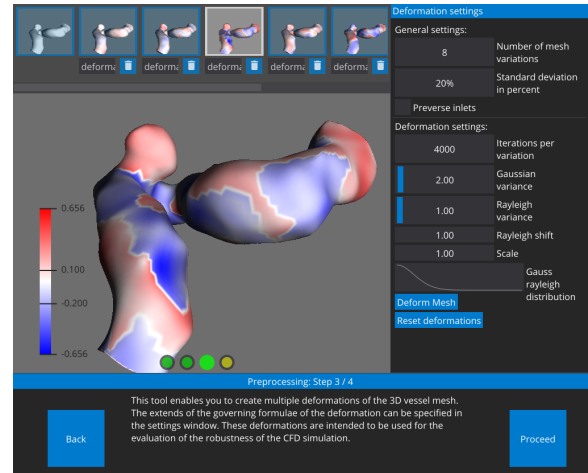 Deformation settings
General settings:
8 Number of mesh
variations
20% Standard deviation
in percent
Preverse inlets
Deformation settings:
4000 Iterations per
variation
2.00 Gaussian
variance
1.00 Rayleigh
variance
1.00 Rayleigh shift
1.00 Scale
Gauss
rayleigh
distribution
Deform Mesh
Reset deformations
deforma deforma deforma deforma deforma
0.656
0.100
-0.200
-0.656
Preprocessing: Step 3 / 4
This tool enables you to create multiple deformations of the 3D vessel mesh.
The extends of the governing formulae of the deformation can be specified in
the settings window. These deformations are intended to be used for the
evaluation of the robustness of the CFD simulation.
Back
Proceed